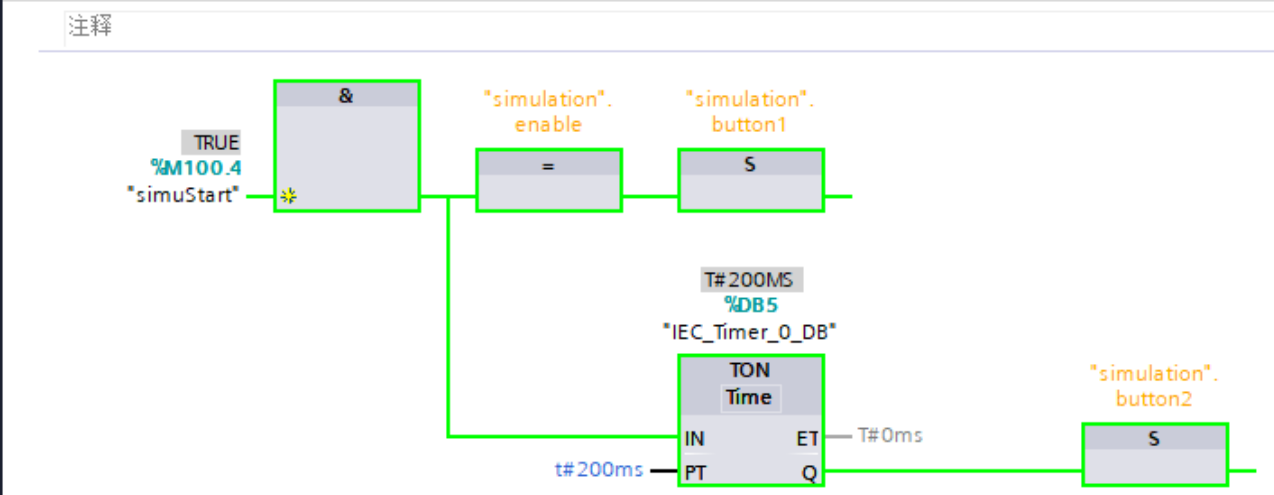 注释
&
"simulation".
enable
"simulation".
button1
TRUE
%M100.4
"simuStart"
=
S
T#200MS
%DB5
"IEC_Timer_0_DB"
TON
Time
"simulation".
button2
IN
ET
T#0ms
S
t#200ms
PT
Q